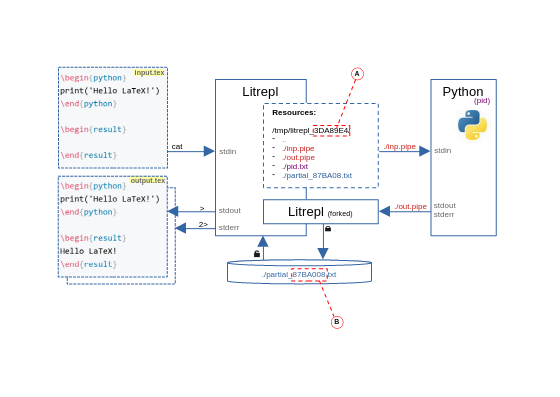 input.tex
\begin{python}
print('Hello LaTeX!')
\end{python}
\begin{result}
\end{result}
output.tex
\begin{python}
print('Hello LaTeX!')
\end{python}
\begin{result}
Hello LaTeX!
\end{result}
cat
>
2>
Litrepl
stdin
stdout
stderr
Resources:
/tmp/litrepl_i3DA89E4/
- ..
- ./inp.pipe
- ./out.pipe
- ./pid.txt
- ./partial_87BA08.txt
Litrepl (forked)
./partial_87BA008.txt
A
B
./inp.pipe
./out.pipe
Python
(pid)
stdin
stdout
stderr